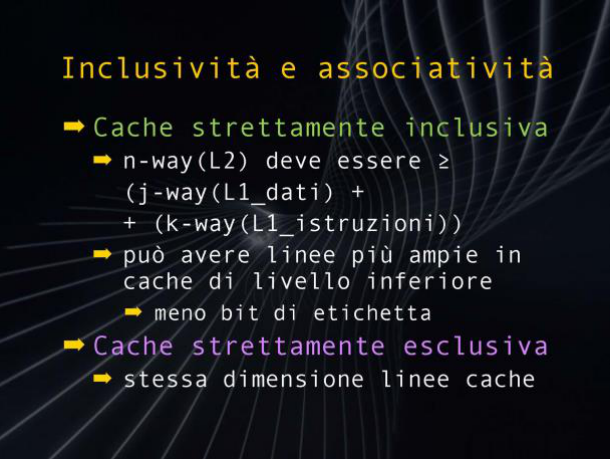 Inclusività e associatività
➡ Cache strettamente inclusiva
➡ n-way(L2) deve essere ≥
(j-way(L1_dati) +
+ (k-way(L1_istruzioni))
➡ può avere linee più ampie in
cache di livello inferiore
➡ meno bit di etichetta
➡ Cache strettamente esclusiva
➡ stessa dimensione linee cache